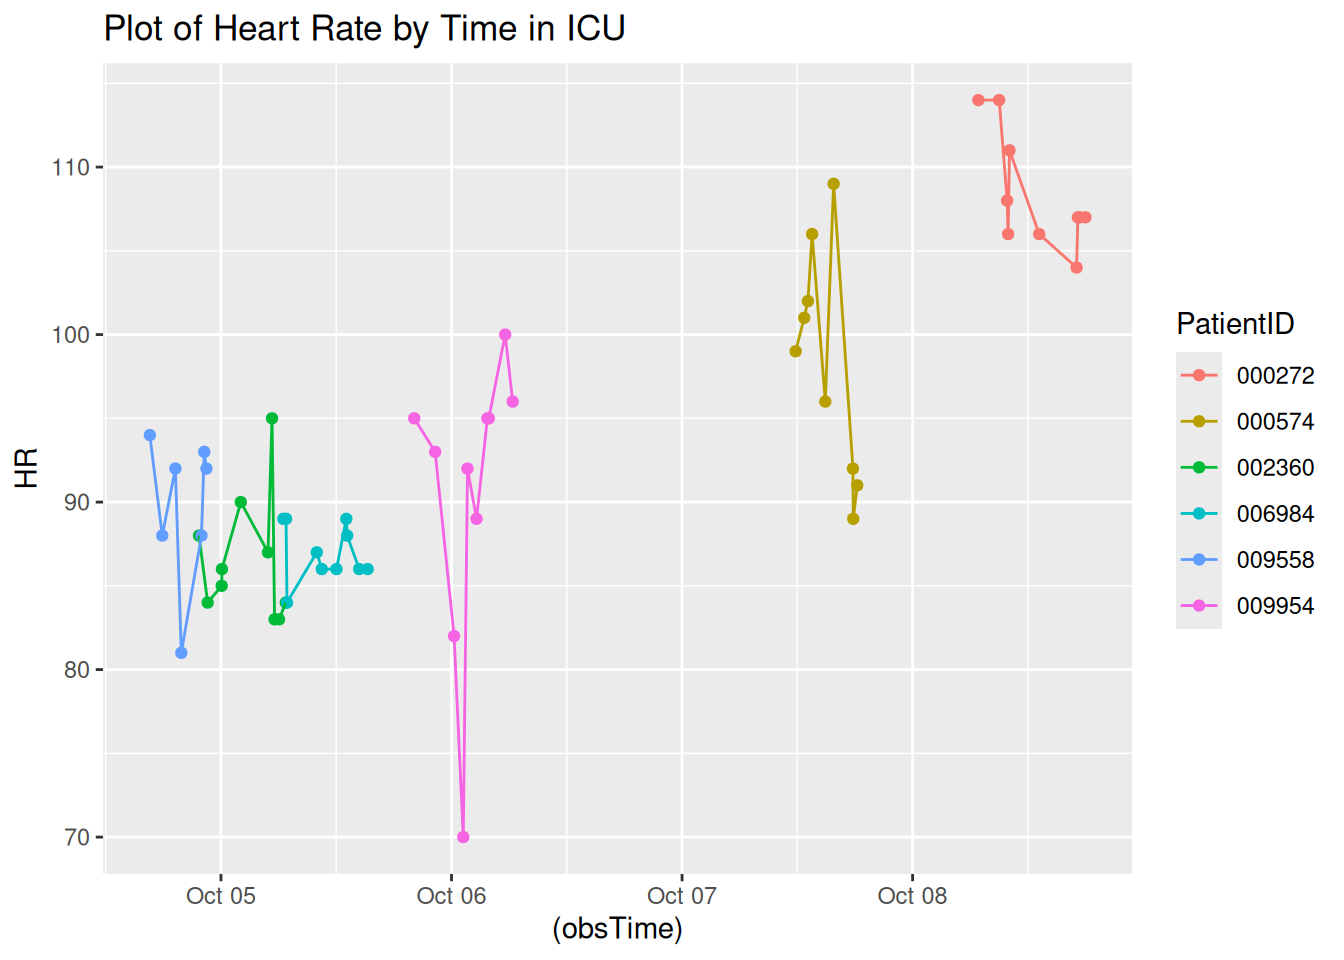 Plot of Heart Rate by Time in ICU
HR
110
100
90
80
70
Oct 05 Oct 06 Oct 07 Oct 08
(obsTime)
PatientID
000272
000574
002360
006984
009558
009954